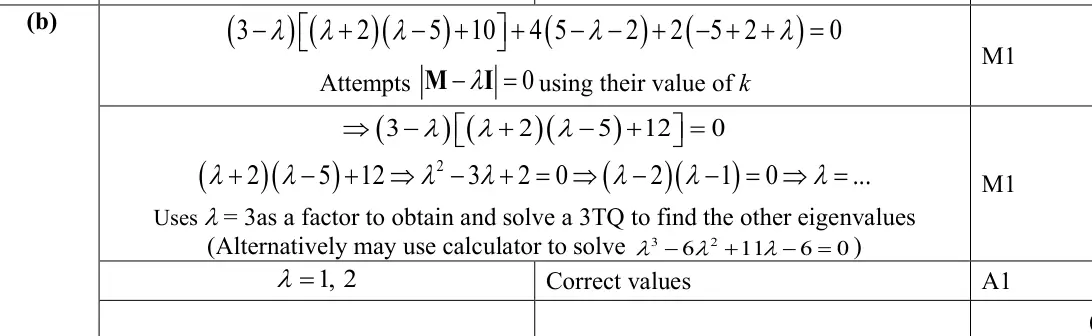 (b)
(3−λ)[(λ+2)(λ−5)+10]+4(5−λ−2)+2(−5+2+λ)=0
M1
Attempts |M−λI|=0 using their value of k
⇒(3−λ)[(λ+2)(λ−5)+12]=0
(λ+2)(λ−5)+12⇒λ²−3λ+2=0⇒(λ−2)(λ−1)=0⇒λ=...
M1
Uses λ = 3as a factor to obtain and solve a 3TQ to find the other eigenvalues
(Alternatively may use calculator to solve λ³−6λ²+11λ−6=0)
λ=1, 2 Correct values A1